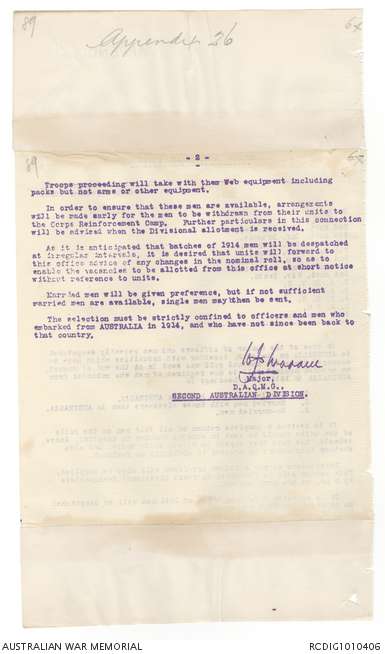 89
Appendix 26
- 2 -
89
Troops proceeding will take with them Web equipment including
packs but not arms or other equipment.
In order to ensure that these men are available, arrangements
will be made early for the men to be withdrawn from their units to
the Corps Reinforcement Camp. Further particulars in this connection
will be advised when the Divisional allotment is received.
As it is anticipated that batches of 1914 men will be despatched
at irregular intervals, it is desired that units will forward to
this office advice of any changes in the nominal roll, so as to
enable the vacancies to be allotted from this office at short notice
without reference to units.
Married men will be given preference, but if not sufficient
married men are available, single men may then be sent.
The selection must be strictly confined to officers and men who
embarked from AUSTRALIA in 1914, and who have not since been back to
that country.
Major,
D.A.Q.M.G.,
SECOND AUSTRALIAN DIVISION.
AUSTRALIAN WAR MEMORIAL
RCDIG1010406